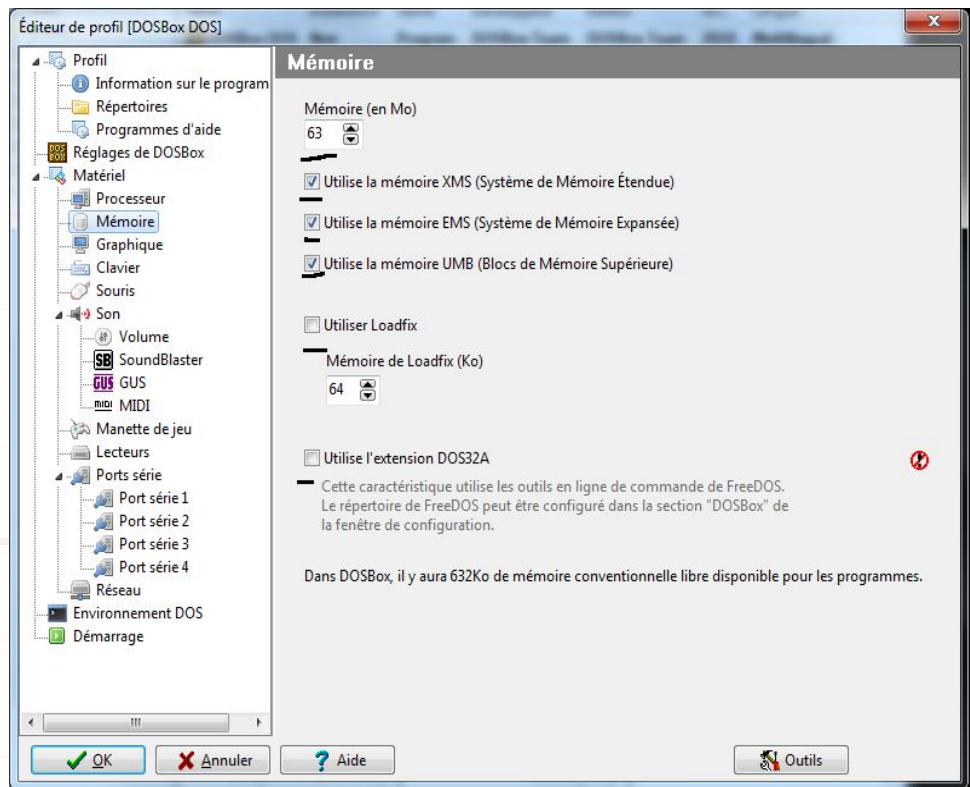 Éditeur de profil [DOSBox DOS]
Profil
Information sur le program
Répertoires
Programmes d'aide
DOS
BOX
Réglages de DOSBox
Matériel
Processeur
Mémoire
Graphique
Clavier
Souris
Son
Volume
SB SoundBlaster
GUS GUS
MIDI MIDI
Manette de jeu
Lecteurs
Ports série
Port série 1
Port série 2
Port série 3
Port série 4
Réseau
Environnement DOS
Démarrage
Mémoire
Mémoire (en Mo)
63
Utilise la mémoire XMS (Système de Mémoire Étendue)
Utilise la mémoire EMS (Système de Mémoire Expansée)
Utilise la mémoire UMB (Blocs de Mémoire Supérieure)
Utiliser Loadfix
Mémoire de Loadfix (Ko)
64
Utilise l'extension DOS32A
Cette caractéristique utilise les outils en ligne de commande de FreeDOS.
Le répertoire de FreeDOS peut être configuré dans la section "DOSBox" de
la fenêtre de configuration.
Dans DOSBox, il y aura 632Ko de mémoire conventionnelle libre disponible pour les programmes.
OK
Annuler
Aide
Outils